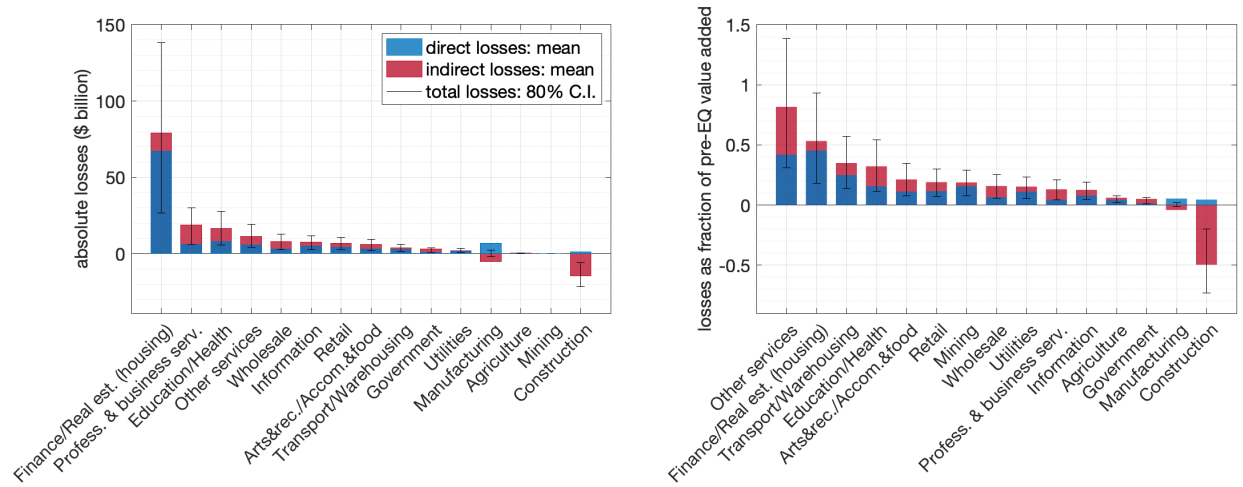 absolute losses ($ billion)
150
100
50
0
direct losses: mean
indirect losses: mean
total losses: 80% C.I.
Finance/Real est. (housing)
Profess. & business serv.
Education/Health
Other services
Wholesale
Information
Retail
Arts&rec./Accom.&food
Transport/Warehousing
Government
Utilities
Manufacturing
Agriculture
Mining
Construction
losses as fraction of pre-EQ value added
1.5
1
0.5
0
-0.5
Other services
Finance/Real est. (housing)
Transport/Warehousing
Education/Health
Arts&rec./Accom.&food
Retail
Mining
Wholesale
Utilities
Profess. & business serv.
Information
Agriculture
Government
Manufacturing
Construction